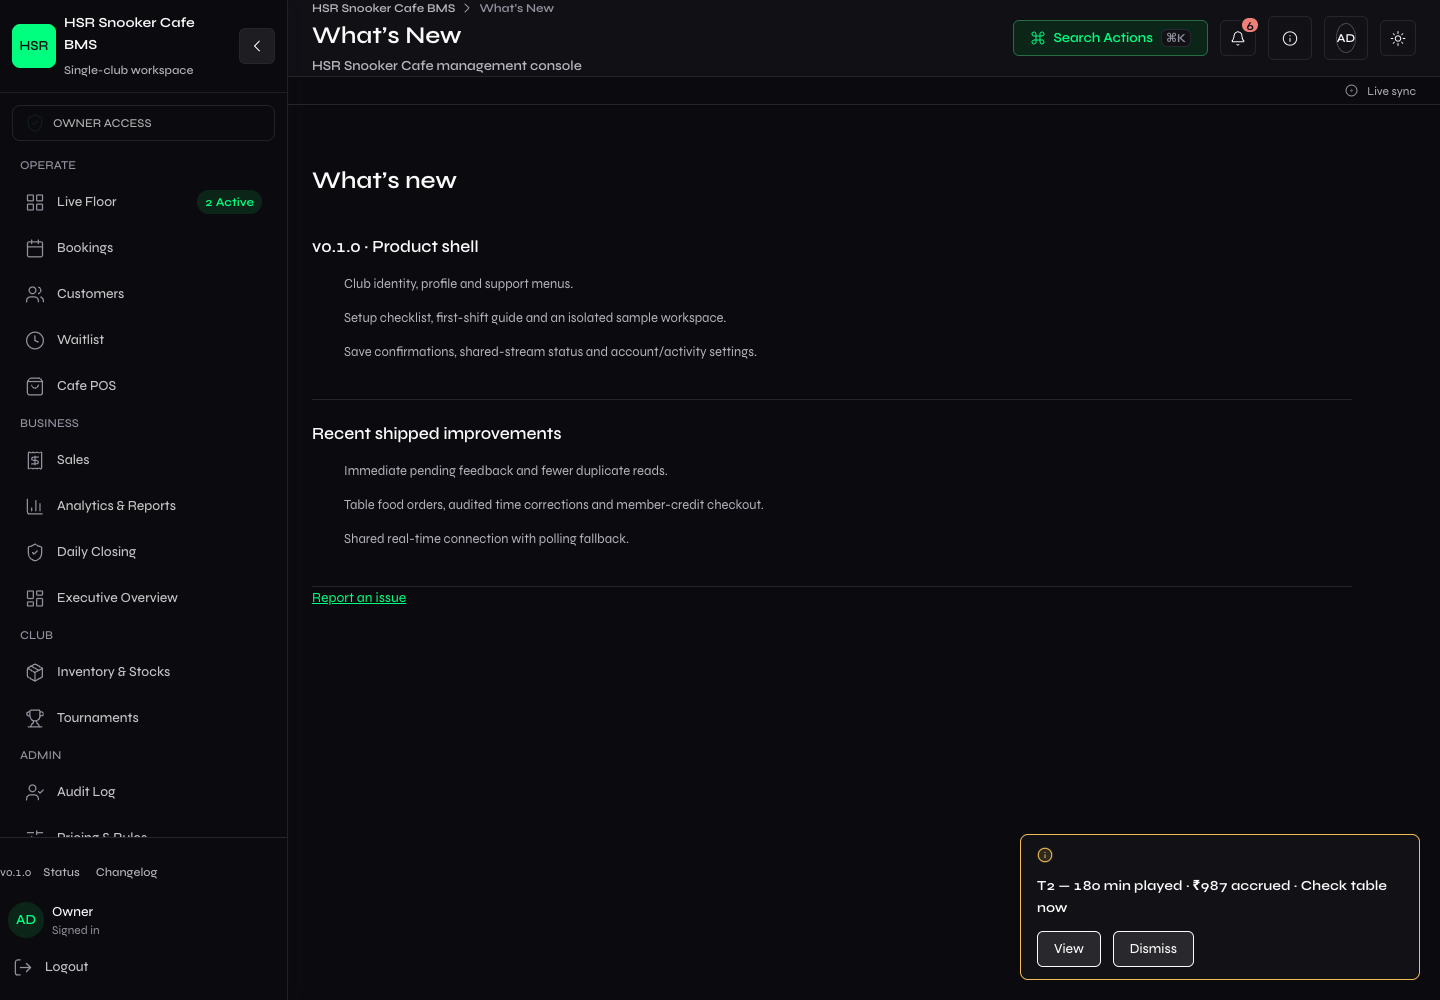 HSR
HSR Snooker Cafe
BMS
Single-club workspace
OWNER ACCESS
OPERATE
Live Floor
2 Active
Bookings
Customers
Waitlist
Cafe POS
BUSINESS
Sales
Analytics & Reports
Daily Closing
Executive Overview
CLUB
Inventory & Stocks
Tournaments
ADMIN
Audit Log
Pricing & Rules
v0.1.0
Status
Changelog
AD
Owner
Signed in
Logout
HSR Snooker Cafe BMS > What's New
What's New
HSR Snooker Cafe management console
Search Actions ⌘K
6
AD
Live sync
What's new
v0.1.0 · Product shell
Club identity, profile and support menus.
Setup checklist, first-shift guide and an isolated sample workspace.
Save confirmations, shared-stream status and account/activity settings.
Recent shipped improvements
Immediate pending feedback and fewer duplicate reads.
Table food orders, audited time corrections and member-credit checkout.
Shared real-time connection with polling fallback.
Report an issue
T2 — 180 min played · ₹987 accrued · Check table
now
View
Dismiss